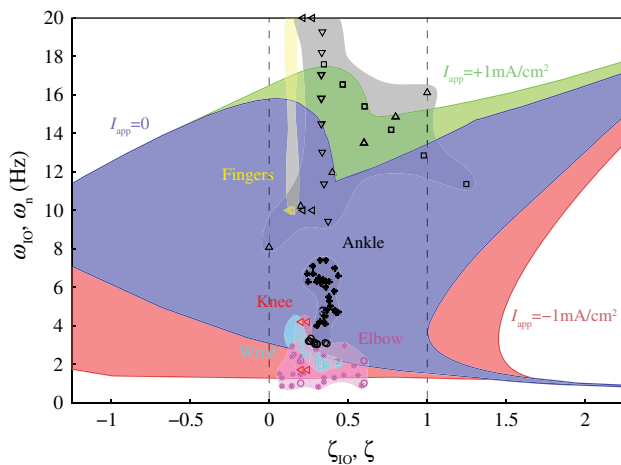 20
18
16
14
12
10
8
6
4
2
0
ω_IO, ω_n (Hz)
I_app=+1mA/cm²
I_app=0
Fingers
Ankle
Knee
Wrist
Elbow
I_app=−1mA/cm²
-1 -0.5 0 0.5 1 1.5 2
ζ_IO, ζ